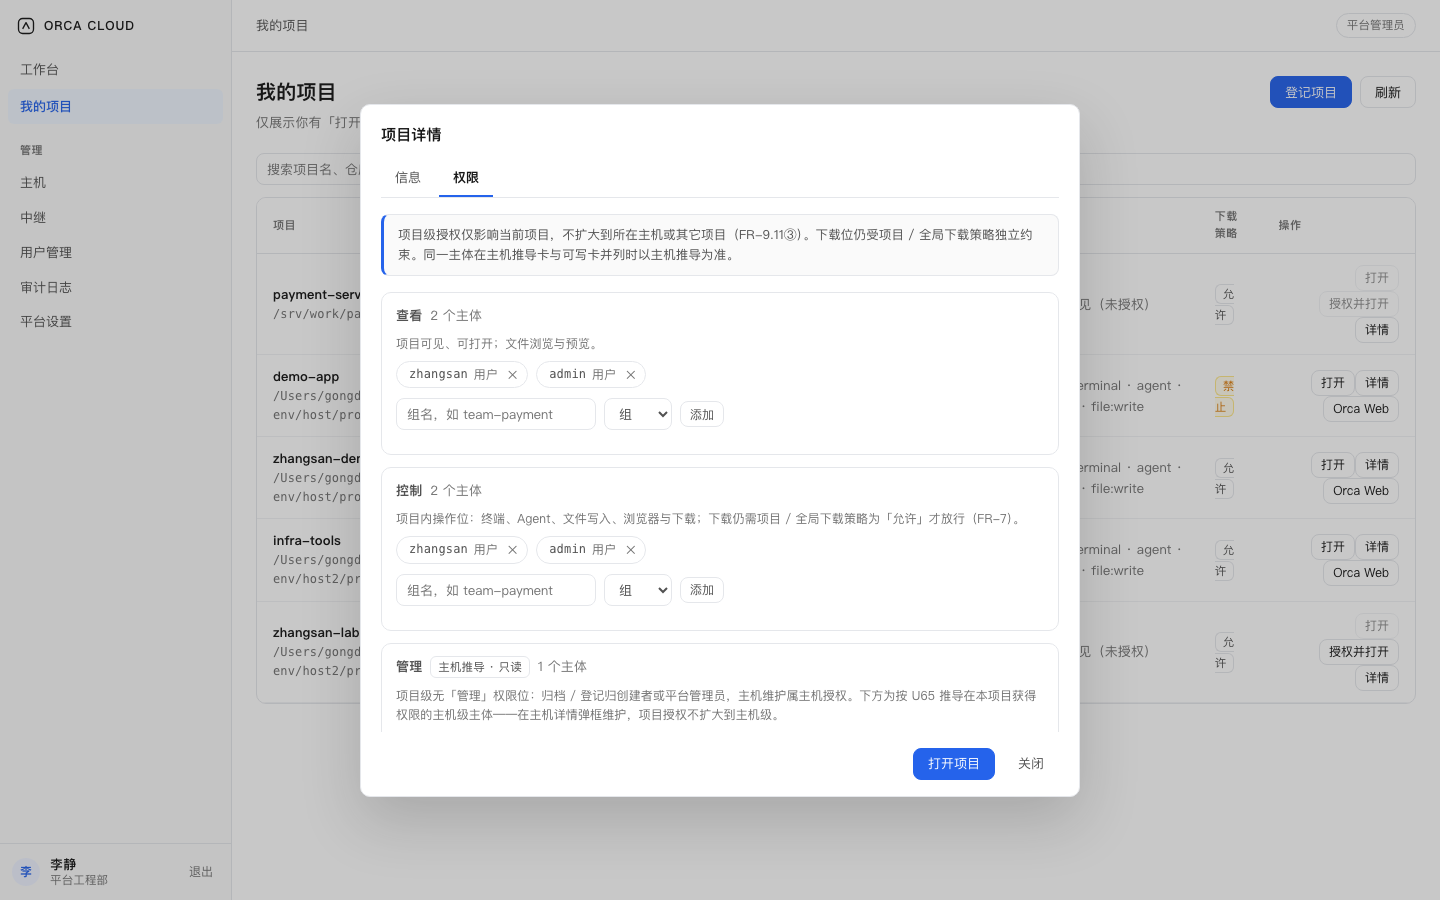 ORCA CLOUD
工作台
我的项目
管理
主机
中继
用户管理
审计日志
平台设置
李
李静
平台工程部
退出
我的项目
平台管理员
我的项目
仅展示你有「打开
登记项目
刷新
搜索项目名、仓
项目
下载
策略
操作
payment-serv
/srv/work/pa
见（未授权）
允
许
打开
授权并打开
详情
demo-app
/Users/gongd
env/host/pro
erminal · agent ·
· file:write
禁
止
打开
详情
Orca Web
zhangsan-der
/Users/gongd
env/host/pro
erminal · agent ·
· file:write
允
许
打开
详情
Orca Web
infra-tools
/Users/gongd
env/host2/pr
erminal · agent ·
· file:write
允
许
打开
详情
Orca Web
zhangsan-lab
/Users/gongd
env/host2/pr
见（未授权）
允
许
打开
授权并打开
详情
项目详情
信息
权限
项目级授权仅影响当前项目，不扩大到所在主机或其它项目（FR-9.11③）。下载位仍受项目 / 全局下载策略独立约
束。同一主体在主机推导卡与可写卡并列时以主机推导为准。
查看 2 个主体
项目可见、可打开；文件浏览与预览。
zhangsan 用户 ×
admin 用户 ×
组名，如 team-payment
组
添加
控制 2 个主体
项目内操作位：终端、Agent、文件写入、浏览器与下载；下载仍需项目 / 全局下载策略为「允许」才放行（FR-7）。
zhangsan 用户 ×
admin 用户 ×
组名，如 team-payment
组
添加
管理 主机推导 · 只读 1 个主体
项目级无「管理」权限位：归档 / 登记归创建者或平台管理员，主机维护属主机授权。下方为按 U65 推导在本项目获得
权限的主机级主体——在主机详情弹框维护，项目授权不扩大到主机级。
打开项目
关闭